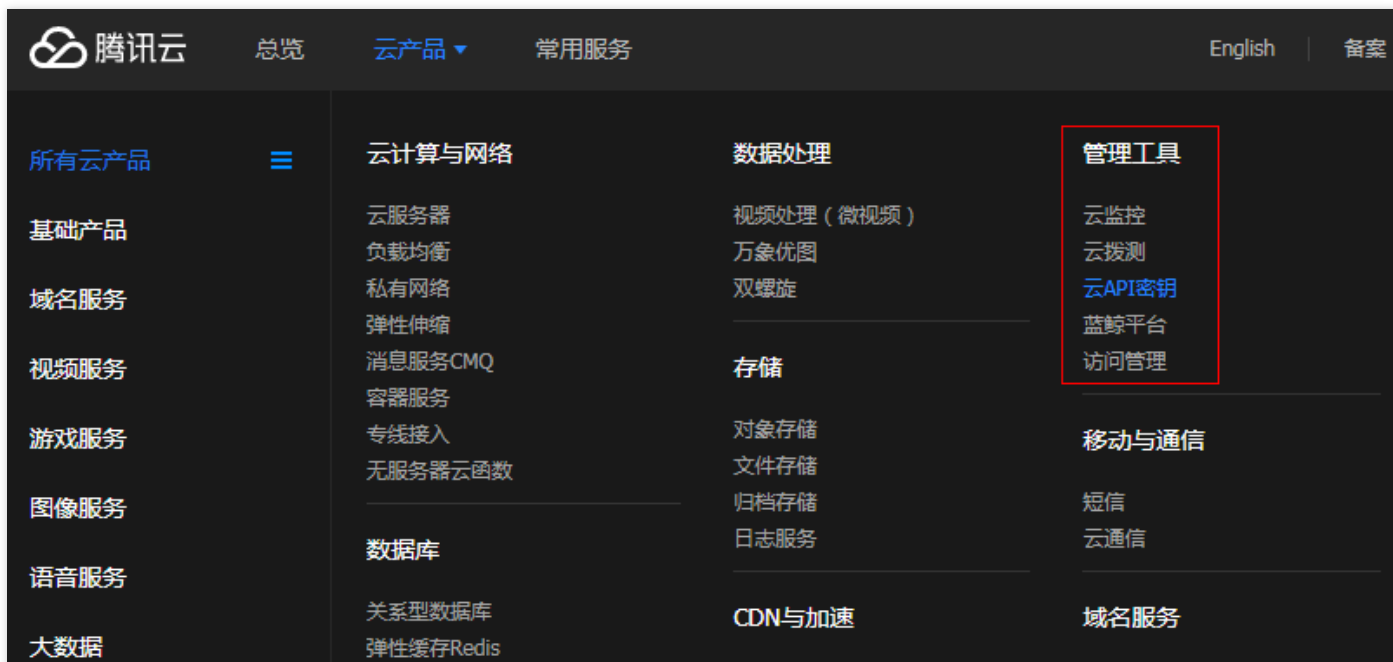 腾讯云 总览 云产品 常用服务 English 备案
所有云产品
基础产品
域名服务
视频服务
游戏服务
图像服务
语音服务
大数据
云计算与网络
云服务器
负载均衡
私有网络
弹性伸缩
消息服务CMQ
容器服务
专线接入
无服务器云函数
数据库
关系型数据库
弹性缓存Redis
数据处理
视频处理（微视频）
万象优图
双螺旋
存储
对象存储
文件存储
归档存储
日志服务
CDN与加速
管理工具
云监控
云拨测
云API密钥
蓝鲸平台
访问管理
移动与通信
短信
云通信
域名服务